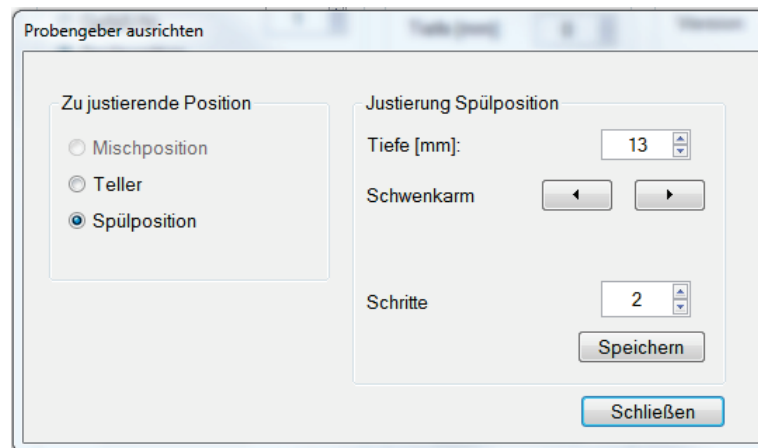 Probengeber ausrichten
Zu justierende Position
Mischposition
Teller
Spülposition
Justierung Spülposition
Tiefe [mm]: 13
Schwenkarm
Schritte 2
Speichern
Schließen